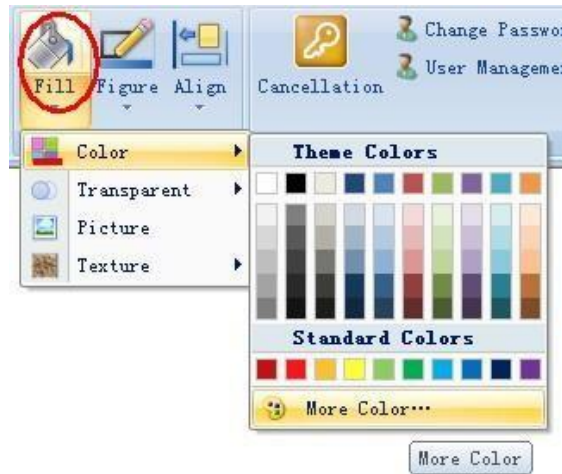 Change Passwo
User Manageme
Fill Figure Align Cancellation
Color Theme Colors
Transparent
Picture
Texture
Standard Colors
More Color···
More Color